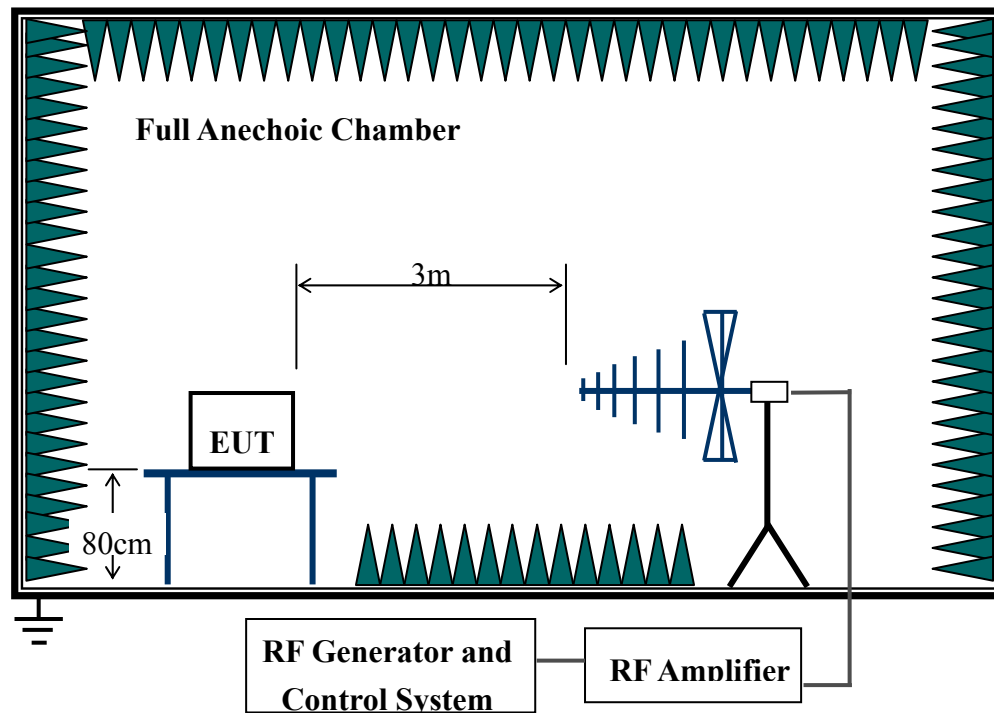 Full Anechoic Chamber
3m
EUT
80cm
RF Generator and
Control System
RF Amplifier